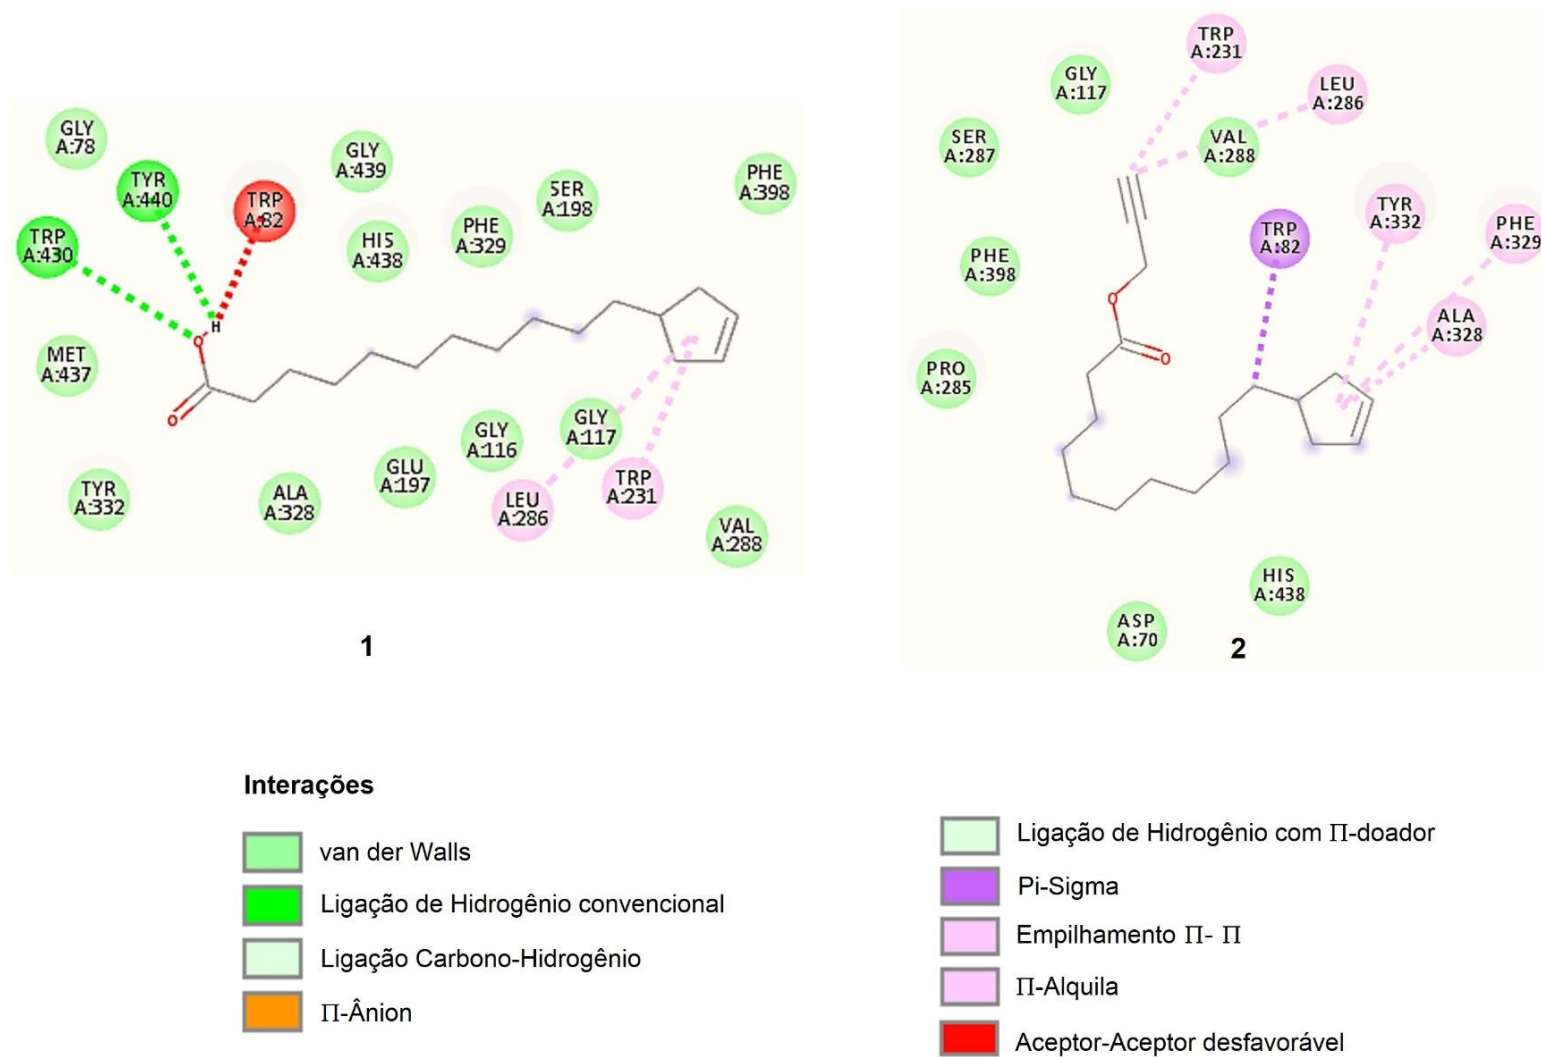 GLY
A:78
TYR
A:440
TRP
A:82
GLY
A:439
SER
A:198
PHE
A:398
TRP
A:430
HIS
A:438
PHE
A:329
H
O
MET
A:437
O
TYR
A:332
ALA
A:328
GLU
A:197
GLY
A:116
GLY
A:117
LEU
A:286
TRP
A:231
VAL
A:288
1
TRP
A:231
GLY
A:117
LEU
A:286
SER
A:287
VAL
A:288
TYR
A:332
PHE
A:329
TRP
A:82
PHE
A:398
O
ALA
A:328
O
PRO
A:285
HIS
A:438
ASP
A:70
2
Interações
van der Walls
Ligação de Hidrogênio convencional
Ligação Carbono-Hidrogênio
Π-Ânion
Ligação de Hidrogênio com Π-doador
Pi-Sigma
Empilhamento Π- Π
Π-Alquila
Aceptor-Aceptor desfavorável